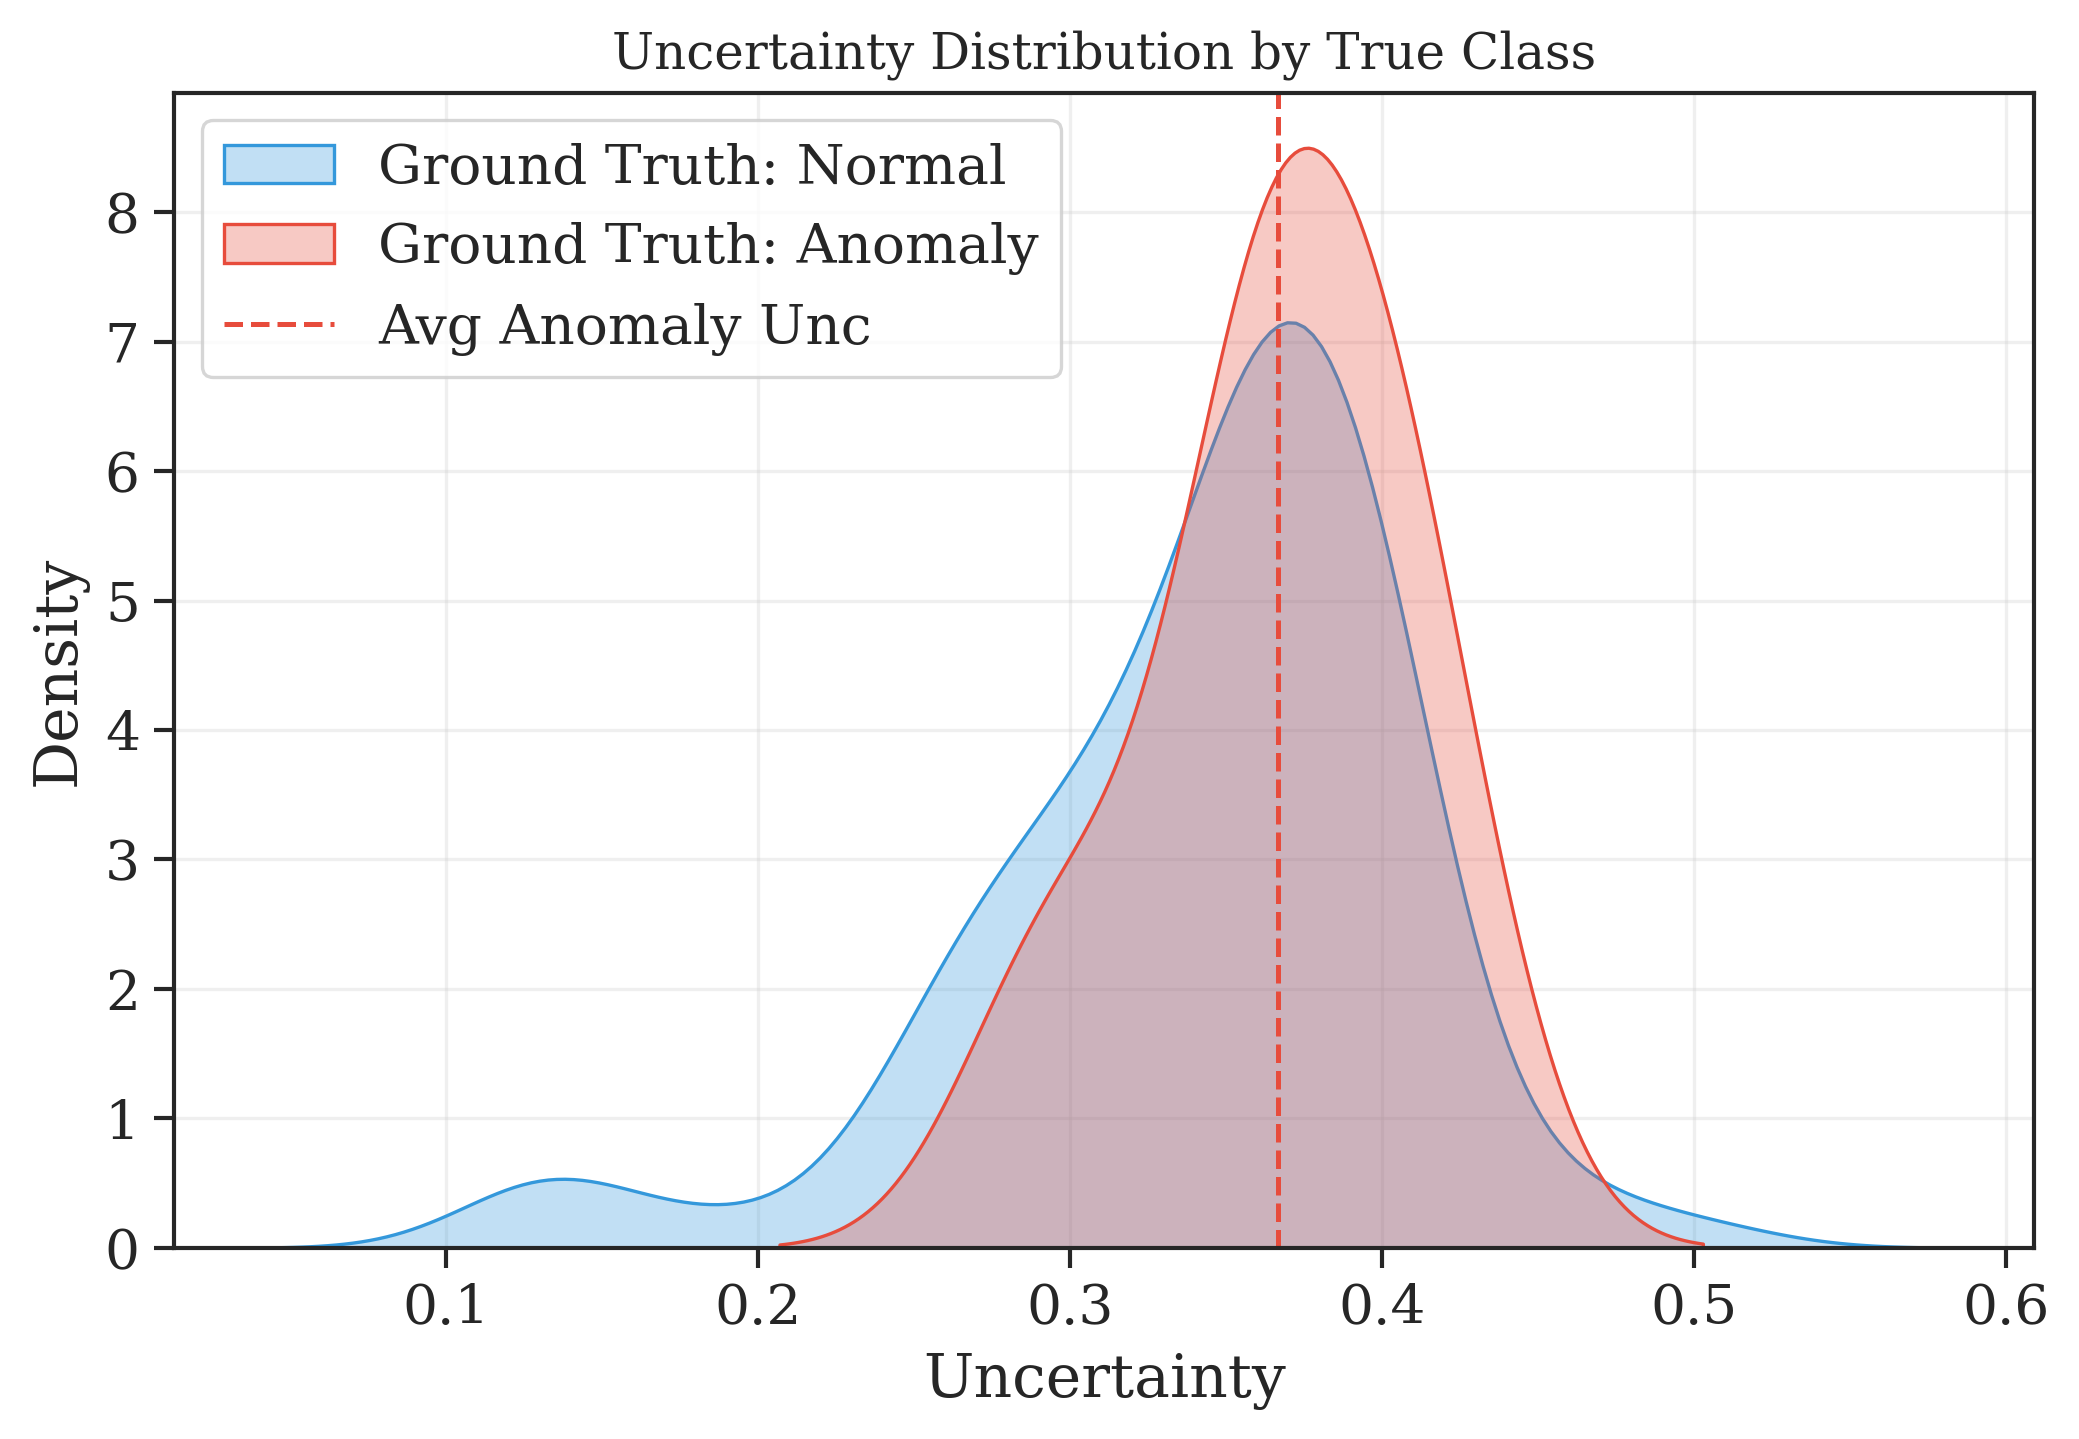 Uncertainty Distribution by True Class
Ground Truth: Normal
Ground Truth: Anomaly
Avg Anomaly Unc
Density
8
7
6
5
4
3
2
1
0
0.1 0.2 0.3 0.4 0.5 0.6
Uncertainty